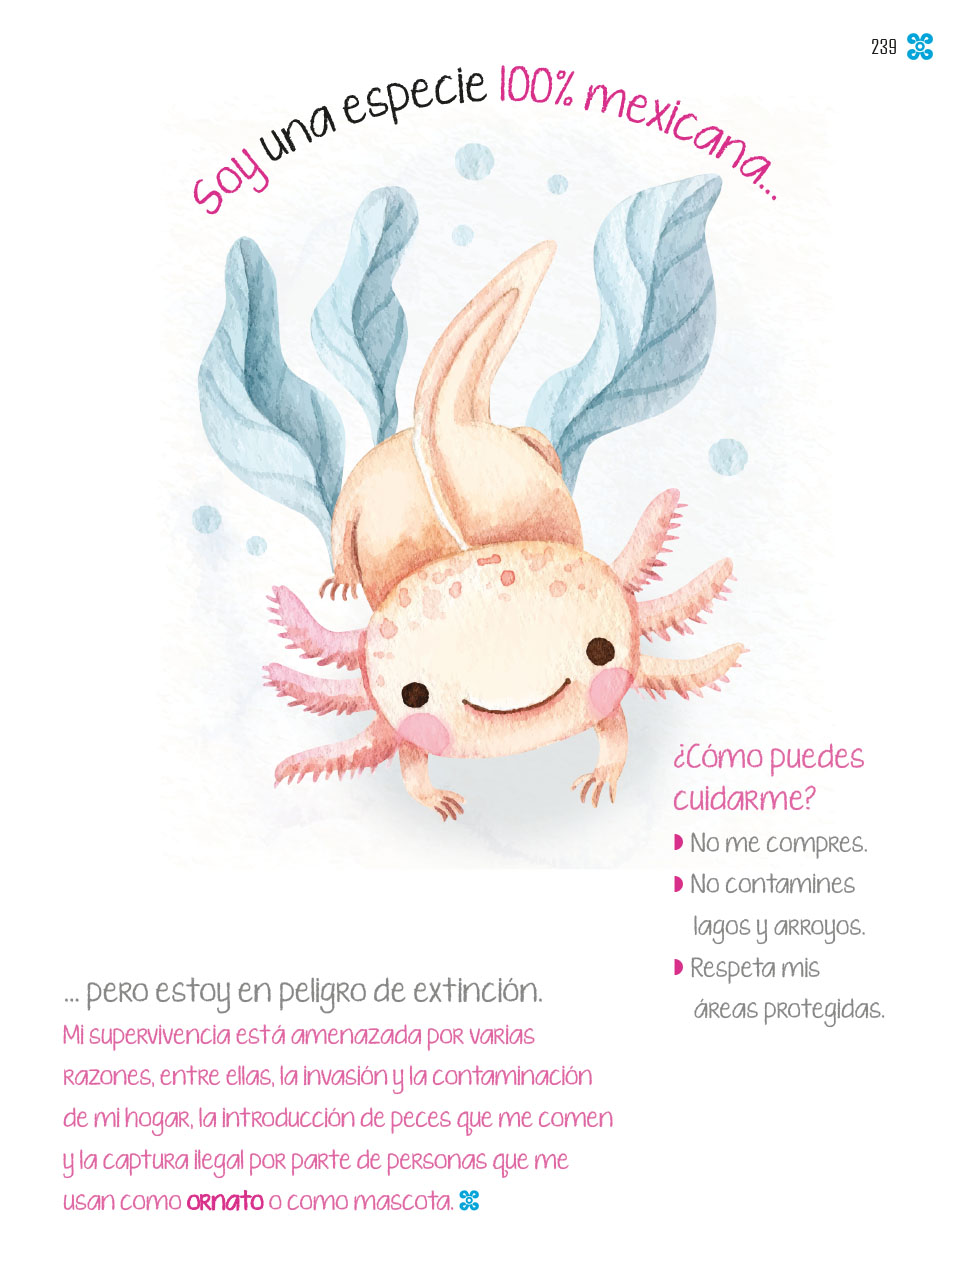 239
Soy una especie 100% mexicana...
¿Cómo puedes
cuidarme?
No me compres.
No contamines
lagos y arroyos.
Respeta mis
áreas protegidas.
... pero estoy en peligro de extinción.
Mi supervivencia está amenazada por varias
razones, entre ellas, la invasión y la contaminación
de mi hogar, la introducción de peces que me comen
y la captura ilegal por parte de personas que me
usan como ornato o como mascota.